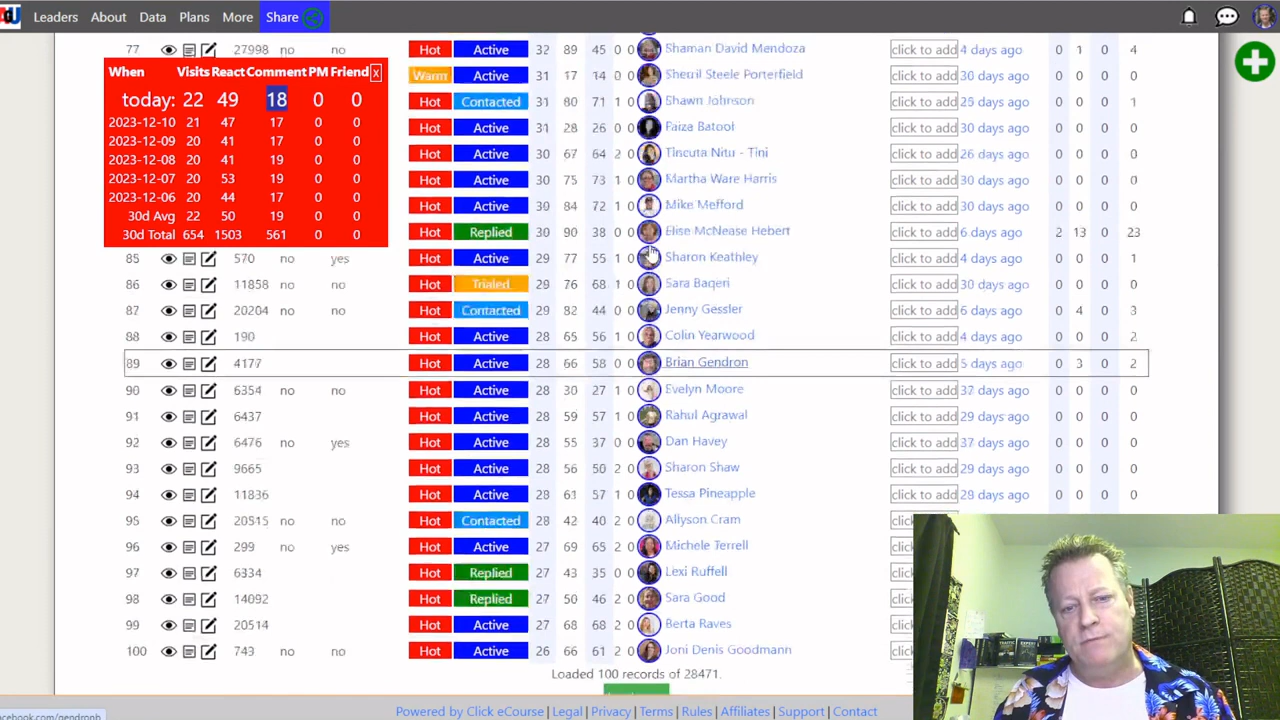 AdU Leaders About Data Plans More Share
77 27998 no no Hot Active 32 89 45 0 0 Shaman David Mendoza click to add 4 days ago 0 1 0 4
When Visits React Comment PM Friend x
Warm Active 31 17 14 0 0 Sheryl Steele Porterfield click to add 30 days ago 0 0 0 0
today: 22 49 18 0 0
Hot Contacted 31 80 71 1 0 Shawn Johnson click to add 25 days ago 0 0 0 1
2023-12-10 21 47 17 0 0
Hot Active 31 28 26 0 0 Faiza Batool click to add 0 0 0 0
2023-12-09 20 41 17 0 0
Hot Active 30 67 64 2 0 Tincuta Nitu - Tini click to add 26 days ago 0 0 0 0
2023-12-08 20 41 19 0 0
Hot Active 30 75 73 1 0 Martha Ware Harris click to add 30 days ago 0 0 0 0
2023-12-07 20 53 19 0 0
2023-12-06 20 44 17 0 0
Hot Active 30 84 72 1 0 Mike Mefford click to add 30 days ago 0 0 0 0
30d Avg 22 50 19 0 0
Hot Replied 30 90 38 0 0 Elise McNease Hebert click to add 6 days ago 2 13 0 23
30d Total 654 1503 561 0 0
85 570 no yes Hot Active 29 77 55 1 0 Sharon Keathley click to add 6 days ago 0 0 0 1
86 11858 no no Hot Trialed 29 76 68 1 0 Sara Baqeri click to add 30 days ago 0 0 0 0
87 20204 no no Hot Contacted 29 82 44 0 0 Jenny Gessler click to add 6 days ago 0 4 0 3
88 190 Hot Active 28 65 56 1 0 Colin Yearwood click to add 4 days ago 0 0 0 2
89 4177 Hot Active 28 66 58 0 0 Brian Gendron click to add 5 days ago 0 3 0 2
90 6354 no no Hot Active 28 30 27 1 0 Evelyn Moore click to add 37 days ago 0 0 0 0
91 6437 Hot Active 28 59 57 1 0 Rahul Agrawal click to add 29 days ago 0 0 0 0
92 6476 no yes Hot Active 28 55 37 0 0 Dan Havey click to add 37 days ago 0 0 0 0
93 9665 Hot Active 28 56 50 2 0 Sharon Shaw click to add 29 days ago 0 0 0 0
94 11836 Hot Active 28 61 57 1 0 Tessa Pineapple click to add 28 days ago 0 0 0 0
95 20515 no no Hot Contacted 28 42 40 2 0 Allyson Cram
96 299 no yes Hot Active 27 69 65 2 0 Michele Terrell
97 6334 Hot Replied 27 43 35 0 0 Lexi Ruffell
98 14092 Hot Replied 27 50 46 2 0 Sara Good
99 20514 Hot Active 27 68 68 2 0 Berta Raves
100 743 no no Hot Active 26 66 61 2 0 Joni Denis Goodmann
Loaded 100 records of 28471.
Powered by Click eCourse | Legal | Privacy | Terms | Rules | Affiliates | Support | Contact